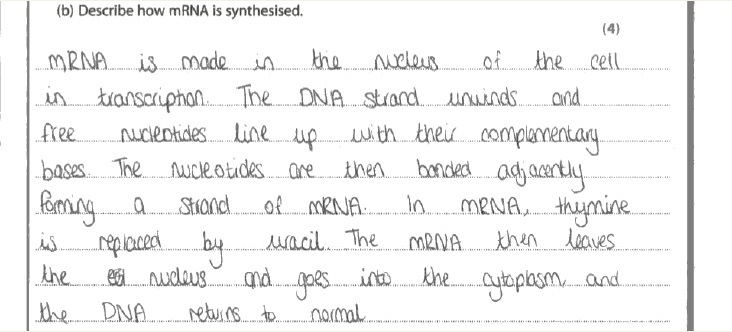 (b) Describe how mRNA is synthesised.
(4)
mRNA is made in the nucleus of the cell
in transcription. The DNA strand unwinds and
free nucleotides line up with their complementary
bases. The nucleotides are then bonded adjacently
forming a strand of mRNA. In mRNA, thymine
is replaced by uracil. The mRNA then leaves
the nucleus and goes into the cytoplasm, and
the DNA returns to normal